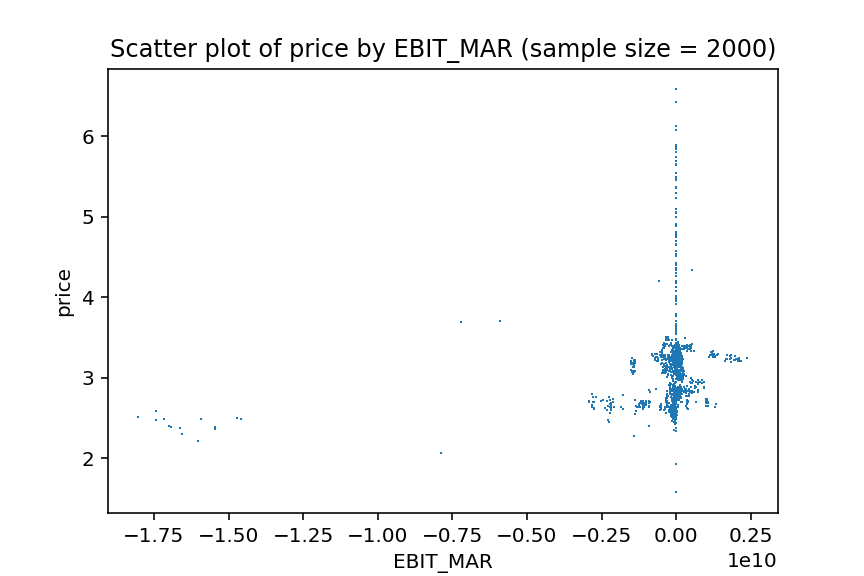 Scatter plot of price by EBIT_MAR (sample size = 2000)
6
5
4
3
2
price
−1.75 −1.50 −1.25 −1.00 −0.75 −0.50 −0.25 0.00 0.25
EBIT_MAR
1e10